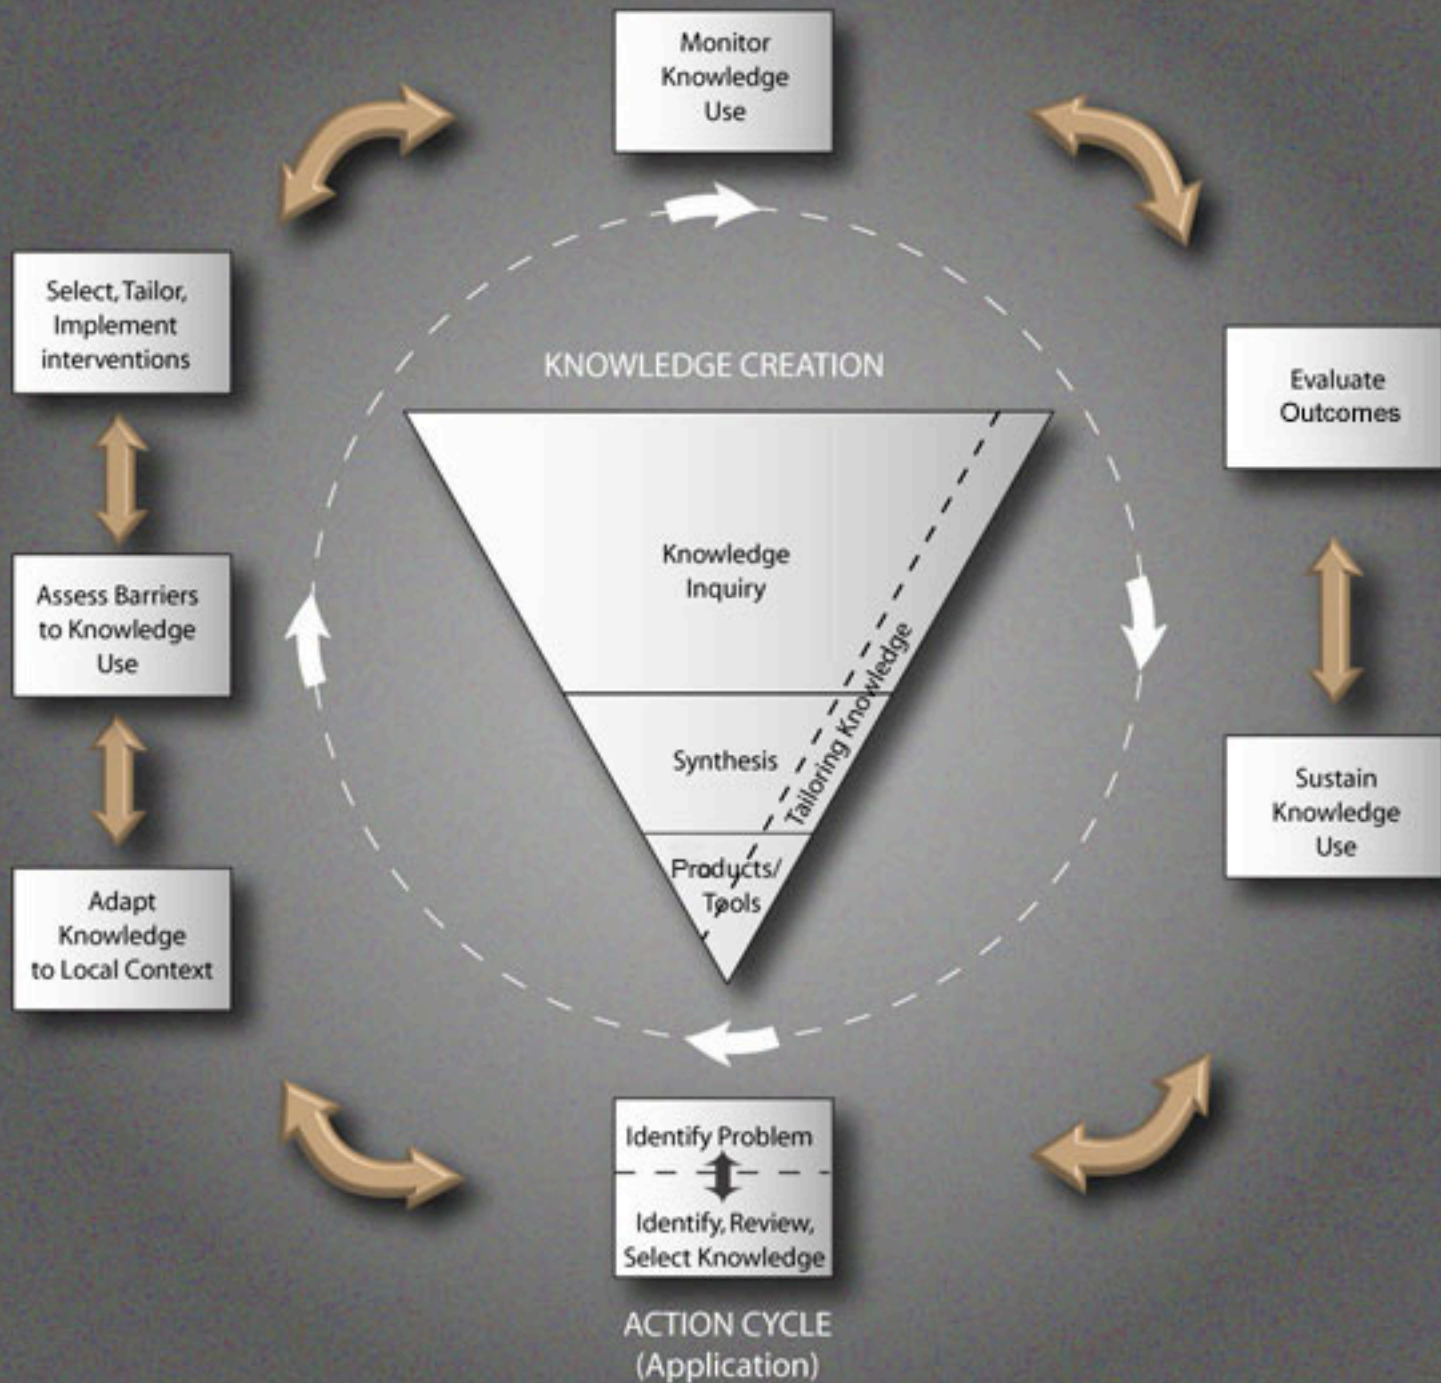 Monitor
Knowledge
Use
Select, Tailor,
Implement
interventions
KNOWLEDGE CREATION
Evaluate
Outcomes
Knowledge
Inquiry
Assess Barriers
to Knowledge
Use
Tailoring Knowledge
Synthesis
Sustain
Knowledge
Use
Products/
Tools
Adapt
Knowledge
to Local Context
Identify Problem
Identify, Review,
Select Knowledge
ACTION CYCLE
(Application)